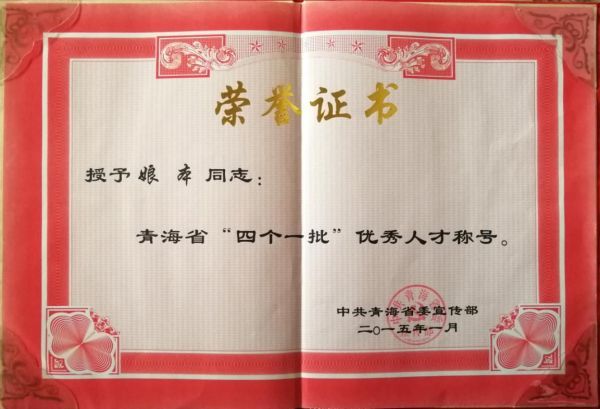 荣誉证书
授予娘本同志：
青海省“四个一批”优秀人才称号。
中共青海省委宣传部
二〇一五年一月